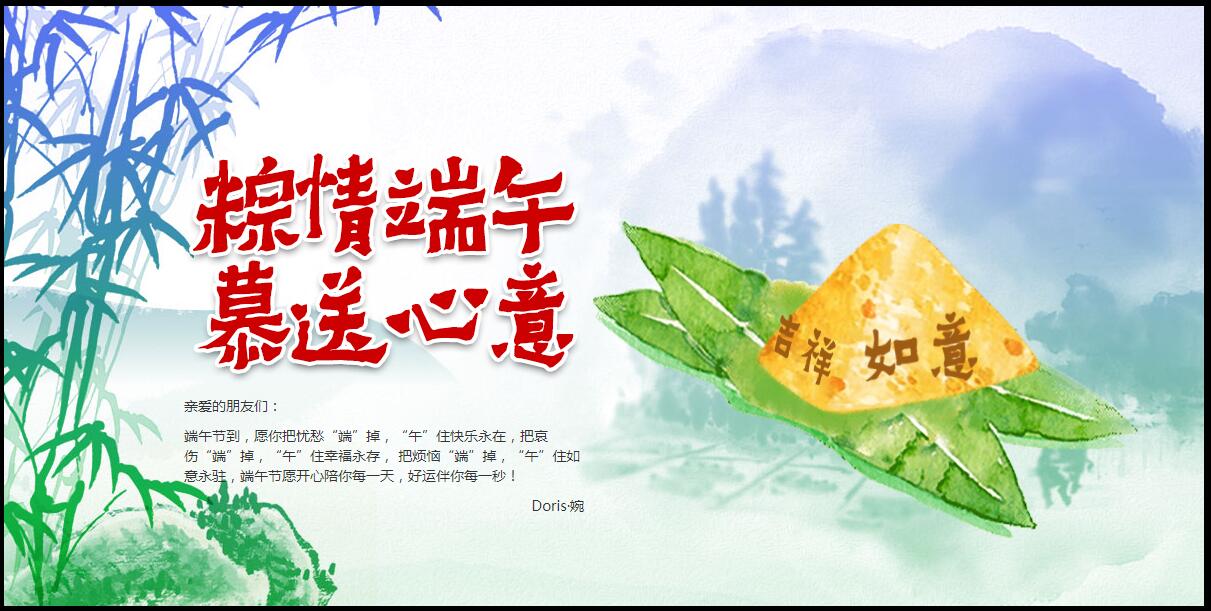 粽情端午
慕送心意
吉祥 如意
亲爱的朋友们：
端午节到，愿你把忧愁“端”掉，“午”住快乐永在，把哀
伤“端”掉，“午”住幸福永存， 把烦恼“端”掉，“午”住如
意永驻，端午节愿开心陪你每一天，好运伴你每一秒！
Doris·婉